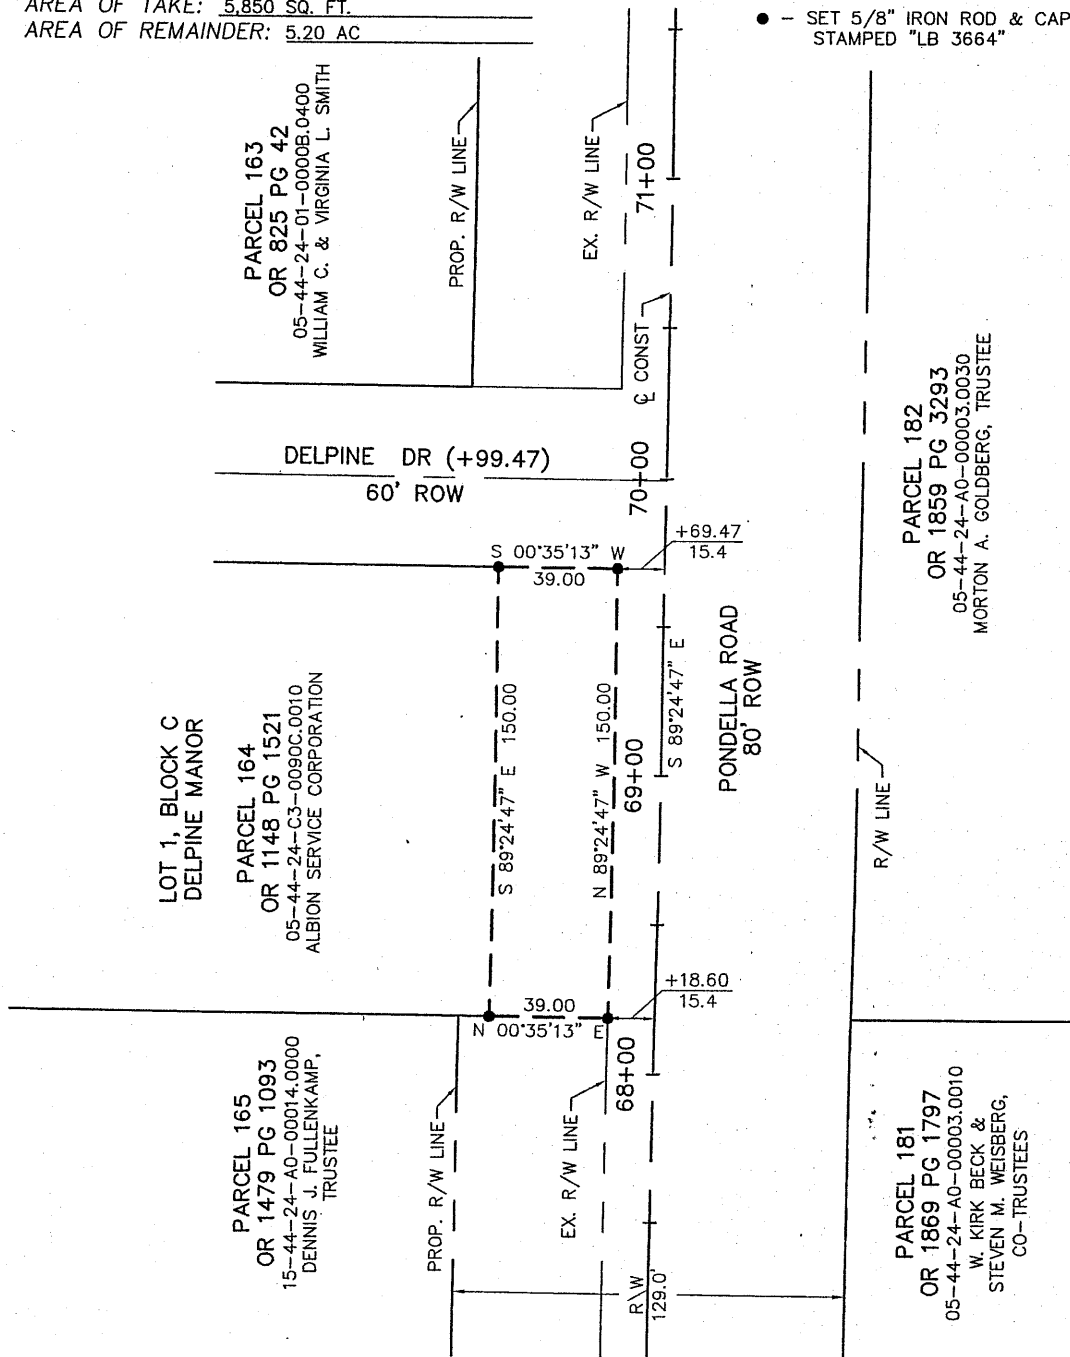 AREA OF TAKE: 5,850 SQ. FT.
AREA OF REMAINDER: 5.20 AC
● – SET 5/8" IRON ROD & CAP
STAMPED "LB 3664"
PARCEL 163
OR 825 PG 42
05-44-24-01-0000B.0400
WILLIAM C. & VIRGINIA L. SMITH
PROP. R/W LINE
EX. R/W LINE
71+00
℄ CONST
DELPINE DR (+99.47)
60' ROW
70+00
PARCEL 182
OR 1859 PG 3293
05-44-24-A0-00003.0030
MORTON A. GOLDBERG, TRUSTEE
S 00°35'13" W
39.00
+69.47
15.4
LOT 1, BLOCK C
DELPINE MANOR
PARCEL 164
OR 1148 PG 1521
05-44-24-C3-0090C.0010
ALBION SERVICE CORPORATION
S 89°24'47" E 150.00
N 89°24'47" W 150.00
69+00
S 89°24'47" E
PONDELLA ROAD
80' ROW
R/W LINE
39.00
N 00°35'13" E
+18.60
15.4
68+00
PARCEL 165
OR 1479 PG 1093
15-44-24-A0-00014.0000
DENNIS J. FULLENKAMP,
TRUSTEE
PROP. R/W LINE
EX. R/W LINE
R/W
129.0'
PARCEL 181
OR 1869 PG 1797
05-44-24-A0-00003.0010
W. KIRK BECK &
STEVEN M. WEISBERG,
CO-TRUSTEES